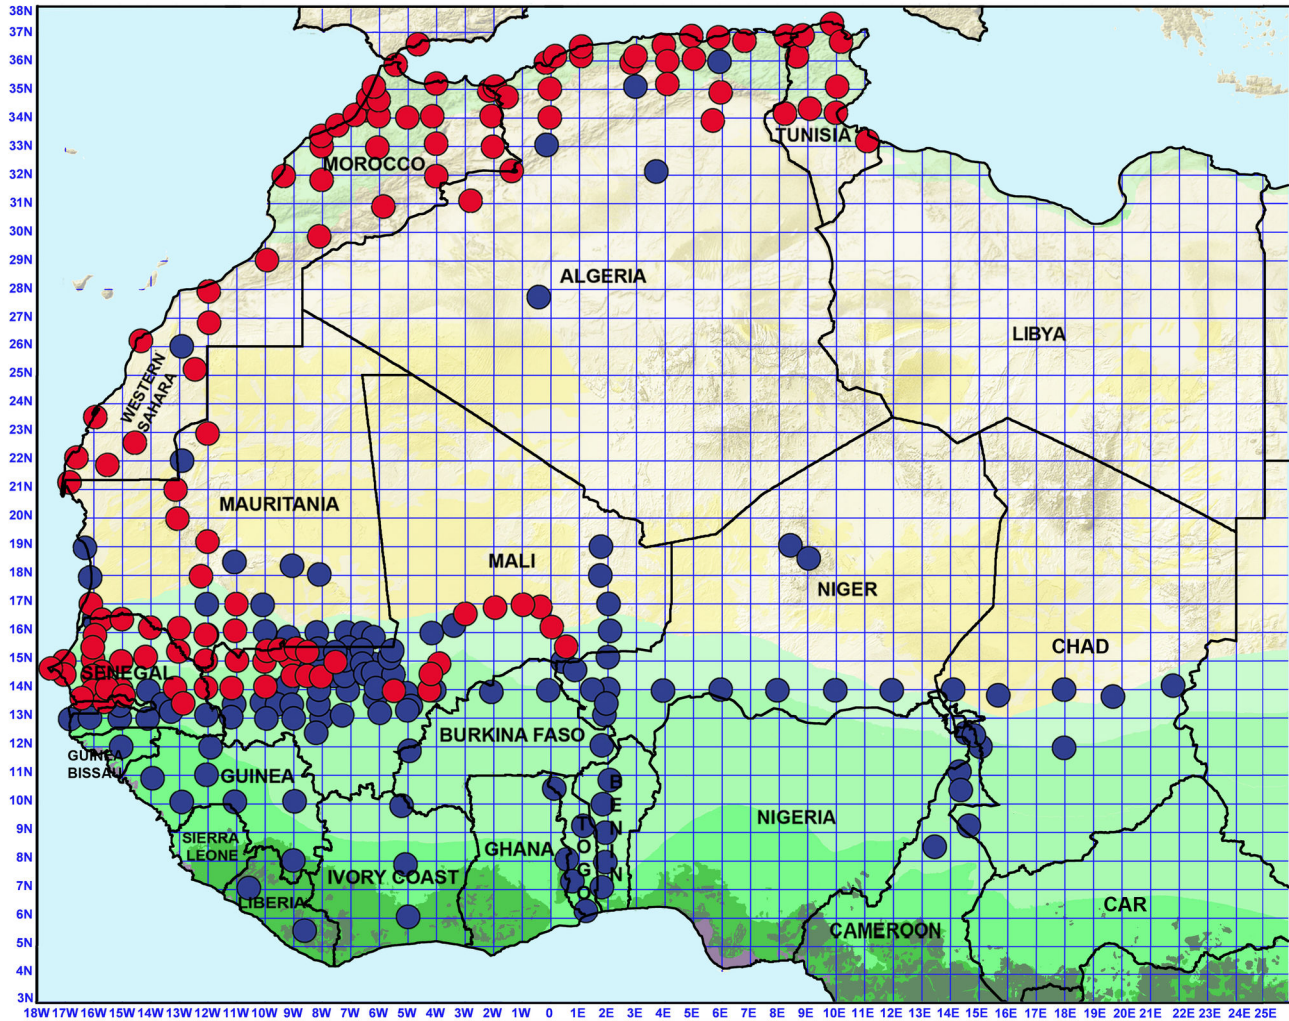 38N
37N
36N
35N
34N
33N
32N
31N
30N
29N
28N
27N
26N
25N
24N
23N
22N
21N
20N
19N
18N
17N
16N
15N
14N
13N
12N
11N
10N
9N
8N
7N
6N
5N
4N
3N
TUNISIA
MOROCCO
ALGERIA
LIBYA
WESTERN
SAHARA
MAURITANIA
MALI
NIGER
CHAD
SENEGAL
BURKINA FASO
GUINEA
BISSAU
GUINEA
BENIN
NIGERIA
TOGO
SIERRA
LEONE
GHANA
IVORY COAST
LIBERIA
CAR
CAMEROON
18W 17W 16W 15W 14W 13W 12W 11W 10W 9W 8W 7W 6W 5W 4W 3W 2W 1W 0 1E 2E 3E 4E 5E 6E 7E 8E 9E 10E 11E 12E 13E 14E 15E 16E 17E 18E 19E 20E 21E 22E 23E 24E 25E